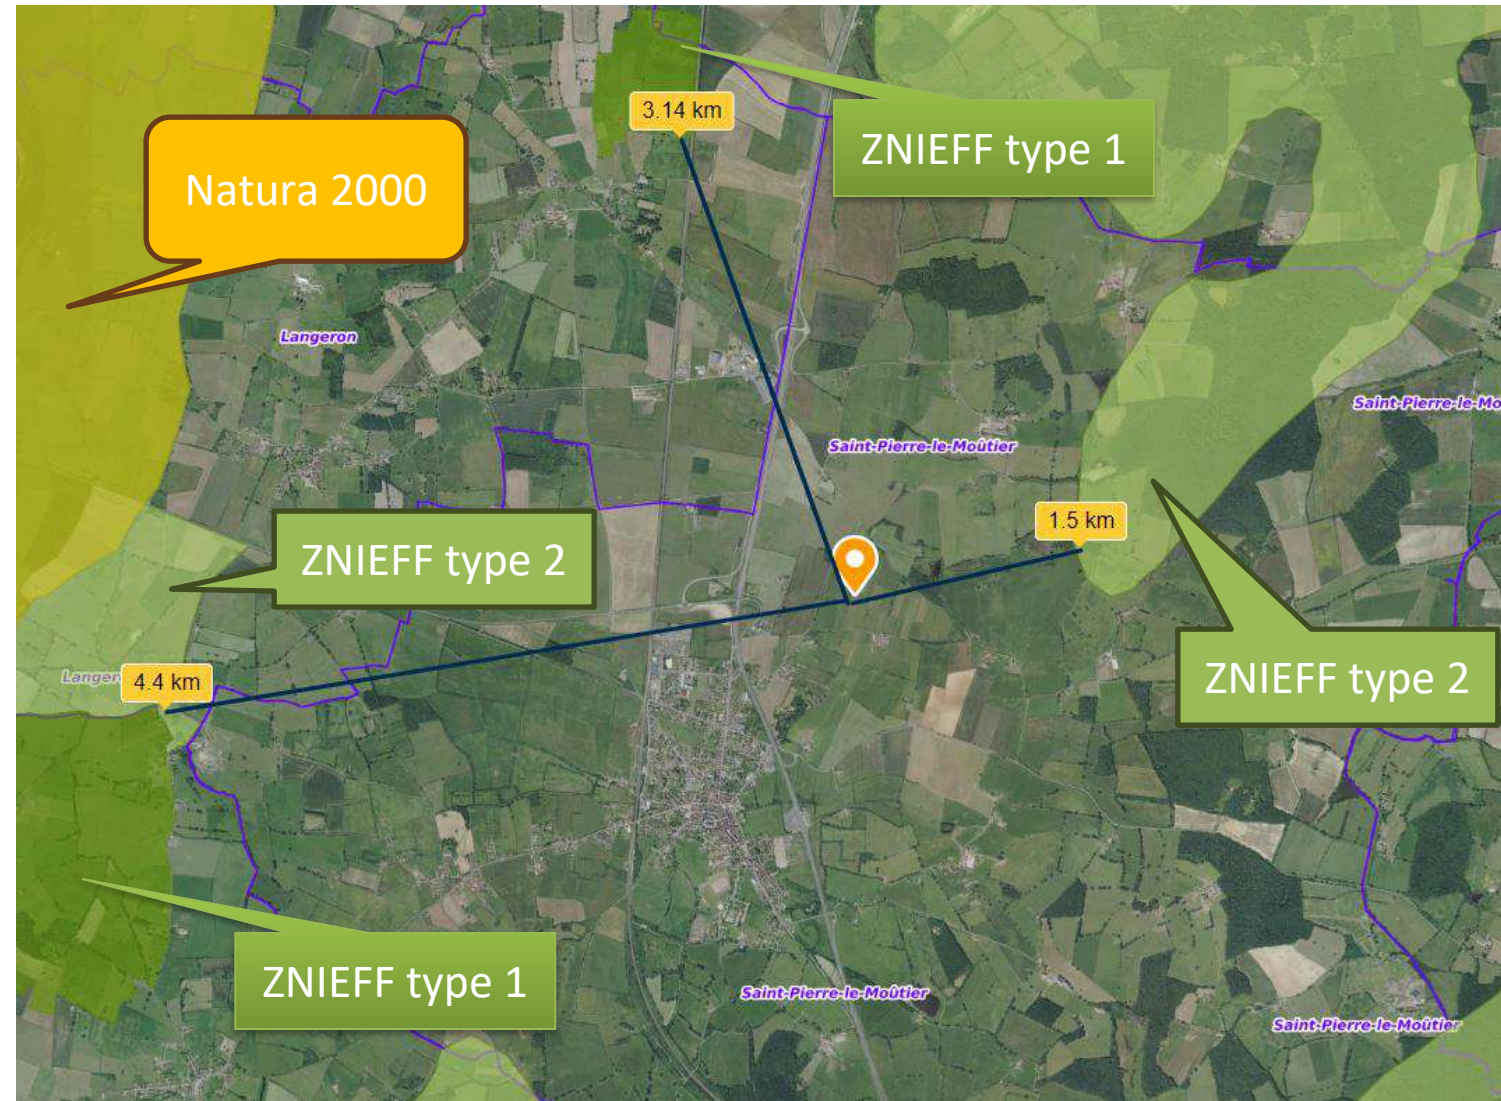 3.14 km
ZNIEFF type 1
Natura 2000
Langeron
Saint-Pierre-le-Mo
Saint-Pierre-le-Moûtier
1.5 km
ZNIEFF type 2
ZNIEFF type 2
Langer
4.4 km
ZNIEFF type 1
Saint-Pierre-le-Moûtier
Saint-Pierre-le-Moûtier